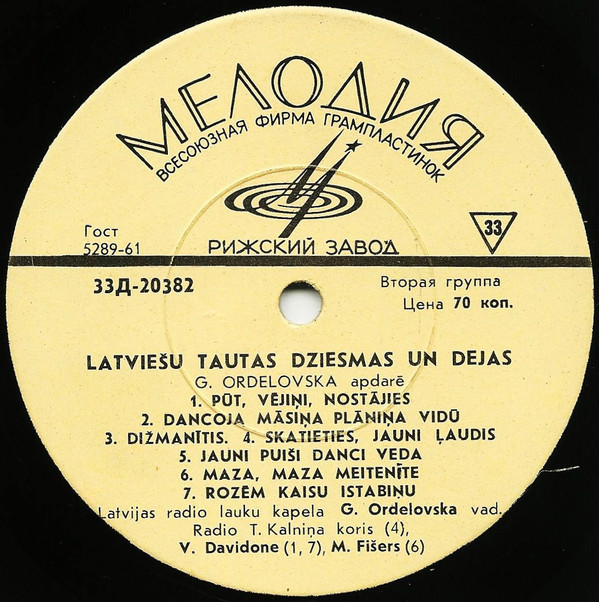 МЕЛОДИЯ
ВСЕСОЮЗНАЯ ФИРМА ГРАМПЛАСТИНОК
Гост
5289-61
33
РИЖСКИЙ ЗАВОД
33Д-20382
Вторая группа
Цена 70 коп.
LATVIEŠU TAUTAS DZIESMAS UN DEJAS
G. ORDELOVSKA apdarē
1. PŪT, VĒJIŅI, NOSTĀJIES
2. DANCOJA MĀSIŅA PLĀNIŅA VIDŪ
3. DIŽMANĪTIS. 4. SKATIETIES, JAUNI ĻAUDIS
5. JAUNI PUIŠI DANCI VEDA
6. MAZA, MAZA MEITENĪTE
7. ROZĒM KAISU ISTABIŅU
Latvijas radio lauku kapela G. Ordelovska vad.
Radio T. Kalniņa koris (4),
V. Davidone (1, 7), M. Fišers (6)